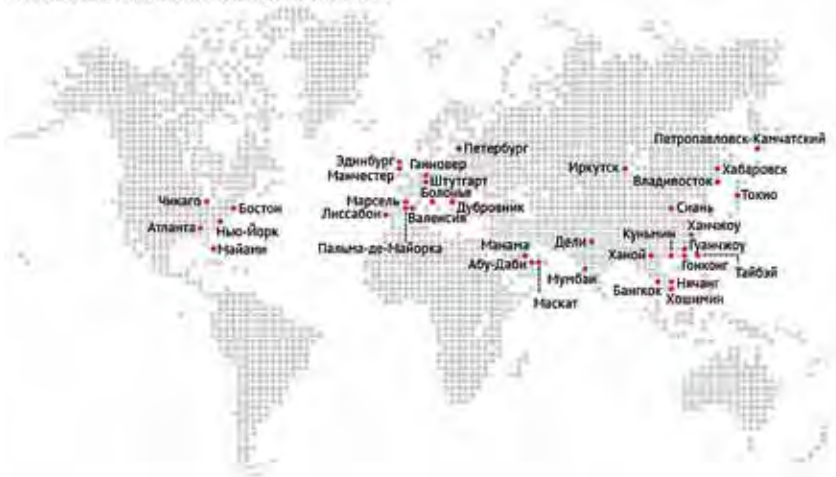 Петербург
Петропавловск-Камчатский
Эдинбург
Ганновер
Манчестер
Штутгарт
Иркутск
Хабаровск
Владивосток
Болонья
Чикаго
Бостон
Марсель
Дубровник
Токио
Лиссабон
Валенсия
Сиань
Атланта
Нью-Йорк
Ханчжоу
Куньмин
Гуанчжоу
Майами
Пальма-де-Майорка
Манама
Дели
Ханой
Гонконг
Абу-Даби
Тайбэй
Мумбаи
Бангкок
Нячанг
Маскат
Хошимин